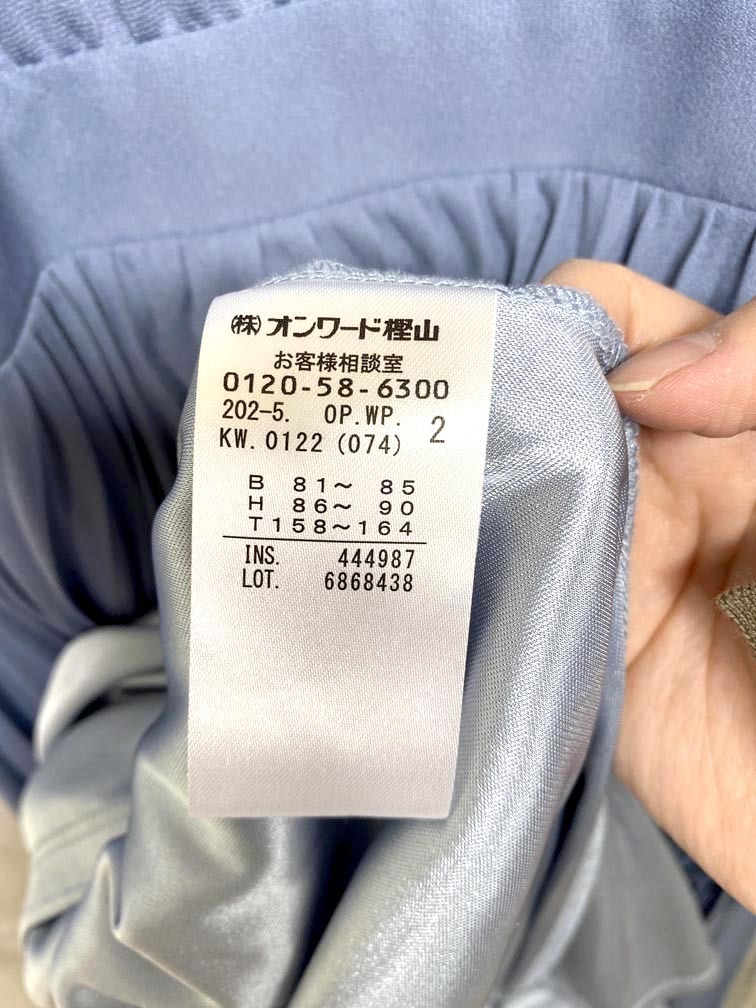 (株)オンワード樫山
お客様相談室
0120-58-6300
202-5. OP.WP. 2
KW.0122 (074)
B 81〜 85
H 86〜 90
T158〜164
INS. 444987
LOT. 6868438